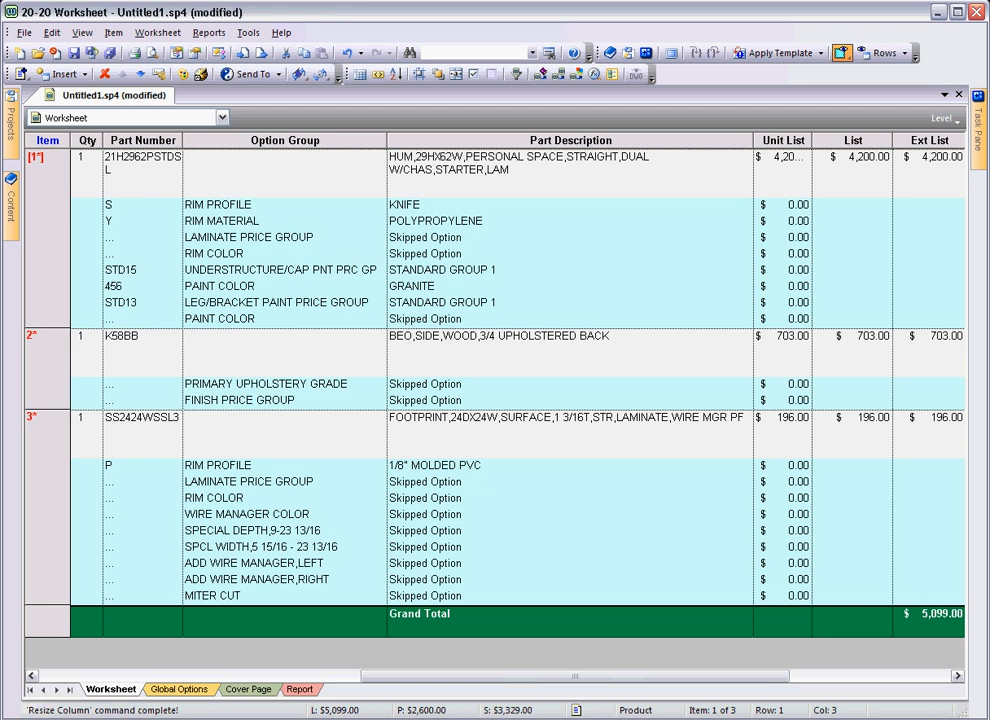 20-20 Worksheet - Untitled1.sp4 (modified)
File Edit View Item Worksheet Reports Tools Help
Apply Template Rows
Insert Send To DWG
Untitled1.sp4 (modified)
Projects
Content
Task Pane
Worksheet Level
Item Qty Part Number Option Group Part Description Unit List List Ext List
[1*] 1 21H2962PSTDS HUM,29HX62W,PERSONAL SPACE,STRAIGHT,DUAL $ 4,20... $ 4,200.00 $ 4,200.00
L W/CHAS,STARTER,LAM
S RIM PROFILE KNIFE $ 0.00
Y RIM MATERIAL POLYPROPYLENE $ 0.00
... LAMINATE PRICE GROUP Skipped Option $ 0.00
... RIM COLOR Skipped Option $ 0.00
STD15 UNDERSTRUCTURE/CAP PNT PRC GP STANDARD GROUP 1 $ 0.00
456 PAINT COLOR GRANITE $ 0.00
STD13 LEG/BRACKET PAINT PRICE GROUP STANDARD GROUP 1 $ 0.00
... PAINT COLOR Skipped Option $ 0.00
2* 1 K58BB BEO,SIDE,WOOD,3/4 UPHOLSTERED BACK $ 703.00 $ 703.00 $ 703.00
... PRIMARY UPHOLSTERY GRADE Skipped Option $ 0.00
... FINISH PRICE GROUP Skipped Option $ 0.00
3* 1 SS2424WSSL3 FOOTPRINT,24DX24W,SURFACE,1 3/16T,STR,LAMINATE,WIRE MGR PF $ 196.00 $ 196.00 $ 196.00
P RIM PROFILE 1/8" MOLDED PVC $ 0.00
... LAMINATE PRICE GROUP Skipped Option $ 0.00
... RIM COLOR Skipped Option $ 0.00
... WIRE MANAGER COLOR Skipped Option $ 0.00
... SPECIAL DEPTH,9-23 13/16 Skipped Option $ 0.00
... SPCL WIDTH,5 15/16 - 23 13/16 Skipped Option $ 0.00
... ADD WIRE MANAGER,LEFT Skipped Option $ 0.00
... ADD WIRE MANAGER,RIGHT Skipped Option $ 0.00
... MITER CUT Skipped Option $ 0.00
Grand Total $ 5,099.00
Worksheet Global Options Cover Page Report
'Resize Column' command complete! L: $5,099.00 P: $2,600.00 S: $3,329.00 Product Item: 1 of 3 Row: 1 Col: 3